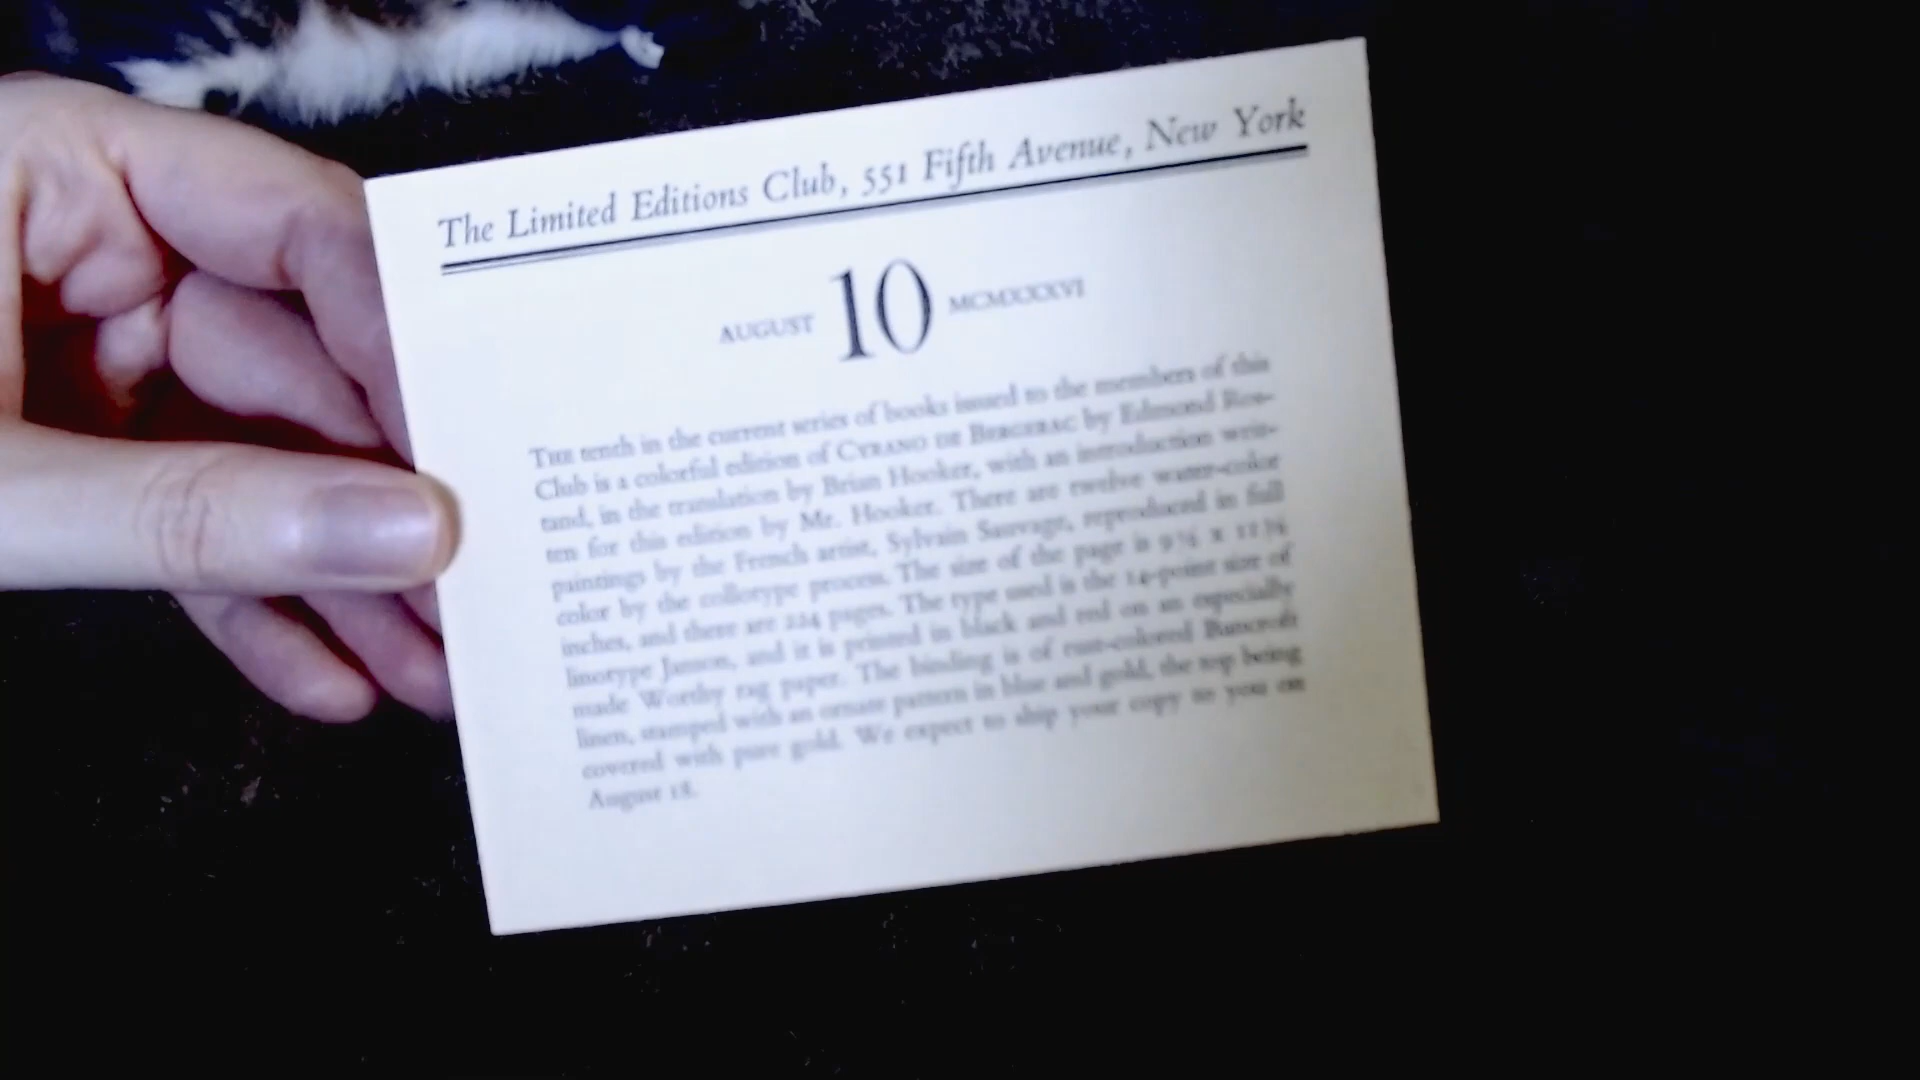 The Limited Editions Club, 551 Fifth Avenue, New York
AUGUST 10 MCMXXXVI
THE tenth in the current series of books issued to the members of this
Club is a colorful edition of CYRANO DE BERGERAC by Edmond Ros-
tand, in the translation by Brian Hooker, with an introduction writ-
ten for this edition by Mr. Hooker. There are twelve water-color
paintings by the French artist, Sylvain Sauvage, reproduced in full
color by the collotype process. The size of the page is x
inches, and there are 224 pages. The type used is the 14-point size of
linotype Janson, and it is printed in black and red on an especially
made Worthy rag paper. The binding is of rust-colored Bancroft
linen, stamped with an ornate pattern in blue and gold, the top being
covered with pure gold. We expect to ship your copy to you on
August 18.